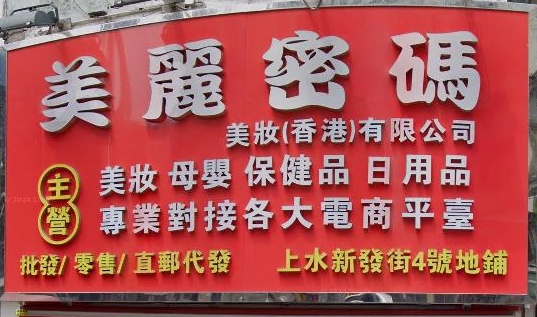 美麗密碼
美妝(香港)有限公司
主營
美妝 母嬰 保健品 日用品
專業對接各大電商平臺
批發/ 零售/ 直郵代發 上水新發街4號地鋪